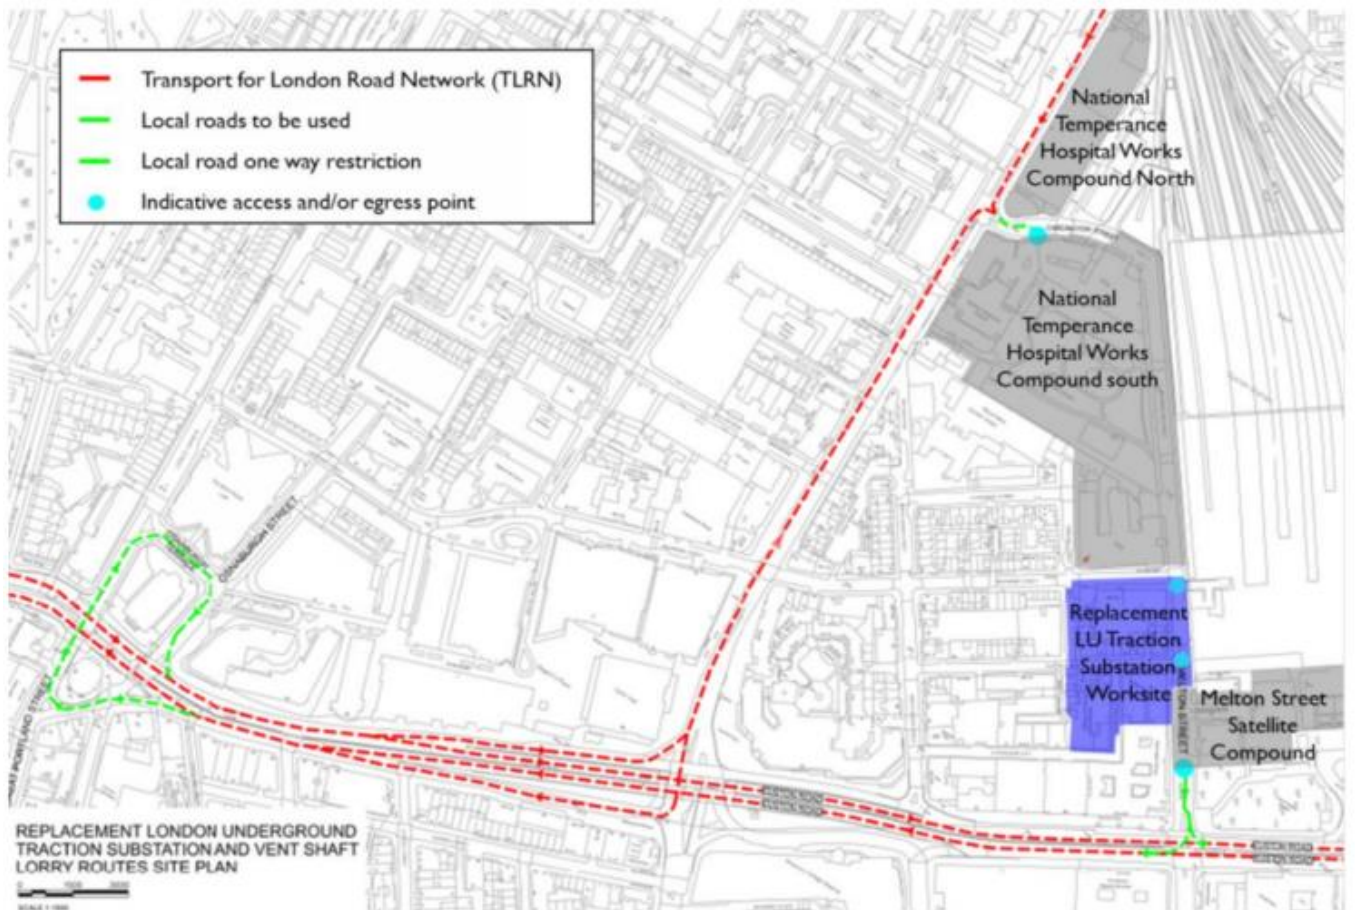 Transport for London Road Network (TLRN)
Local roads to be used
Local road one way restriction
Indicative access and/or egress point
National
Temperance
Hospital Works
Compound North
National
Temperance
Hospital Works
Compound south
OSNABURGH STREET
PORTLAND STREET
Replacement
LU Traction
Substation
Worksite
STREET
Melton Street
Satellite
Compound
EUSTON ROAD
EUSTON ROAD
REPLACEMENT LONDON UNDERGROUND
TRACTION SUBSTATION AND VENT SHAFT
LORRY ROUTES SITE PLAN